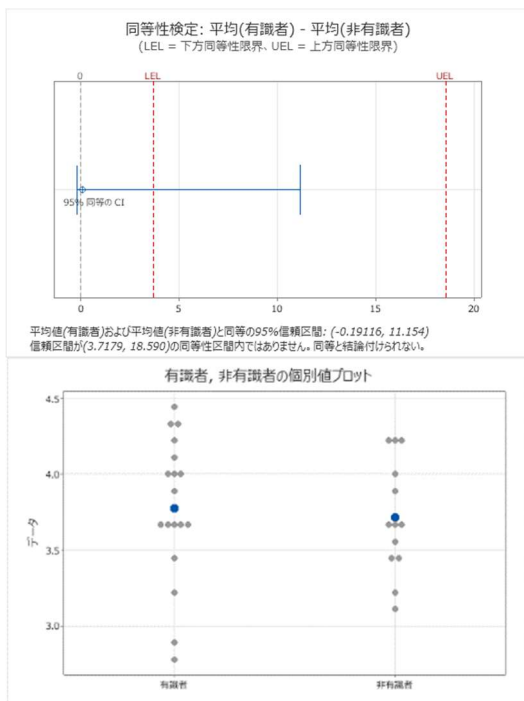 同等性検定: 平均(有識者) - 平均(非有識者)
(LEL = 下方同等性限界、UEL = 上方同等性限界)
0 LEL UEL
95% 同等の CI
0 5 10 15 20
平均値(有識者)および平均値(非有識者)と同等の95%信頼区間: (-0.19116, 11.154)
信頼区間が(3.7179, 18.590)の同等性区間内ではありません。同等と結論付けられない。
有識者, 非有識者の個別値プロット
4.5
4.0
データ
3.5
3.0
有識者 非有識者